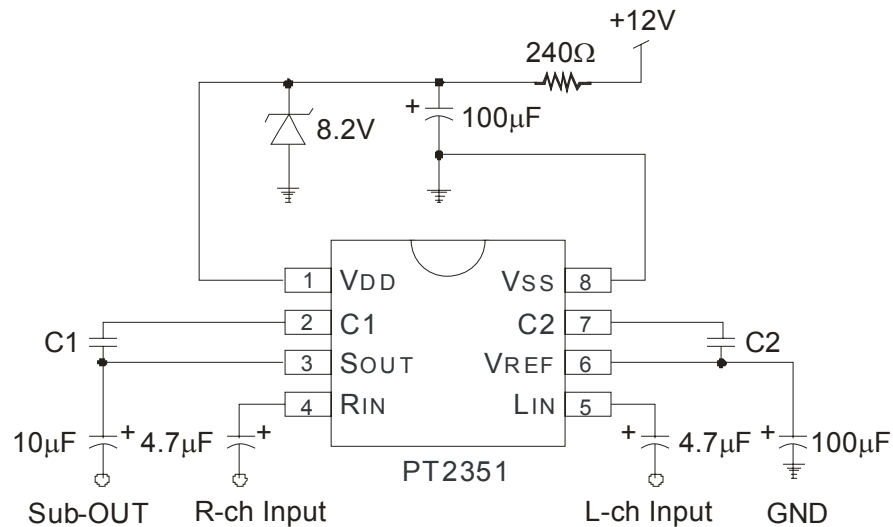 +12V
240Ω
+
8.2V
100µF
1 VDD VSS 8
2 C1 C2 7
C1 C2
3 SOUT VREF 6
4 RIN LIN 5
10µF + 4.7µF + + 4.7µF + 100µF
PT2351
Sub-OUT R-ch Input L-ch Input GND